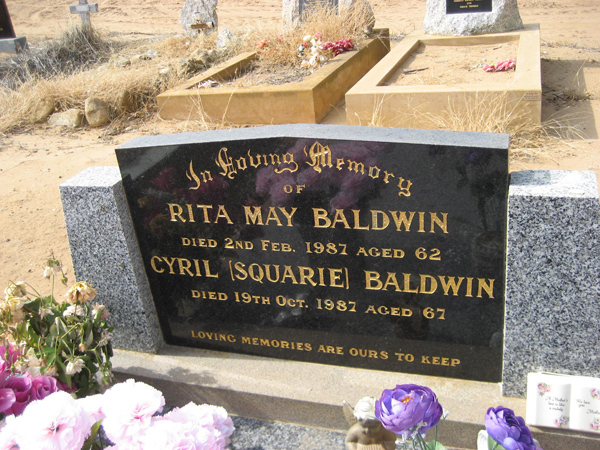 In Loving Memory
OF
RITA MAY BALDWIN
DIED 2ND FEB. 1987 AGED 62
CYRIL [SQUARIE] BALDWIN
DIED 19TH OCT. 1987 AGED 67
LOVING MEMORIES ARE OURS TO KEEP